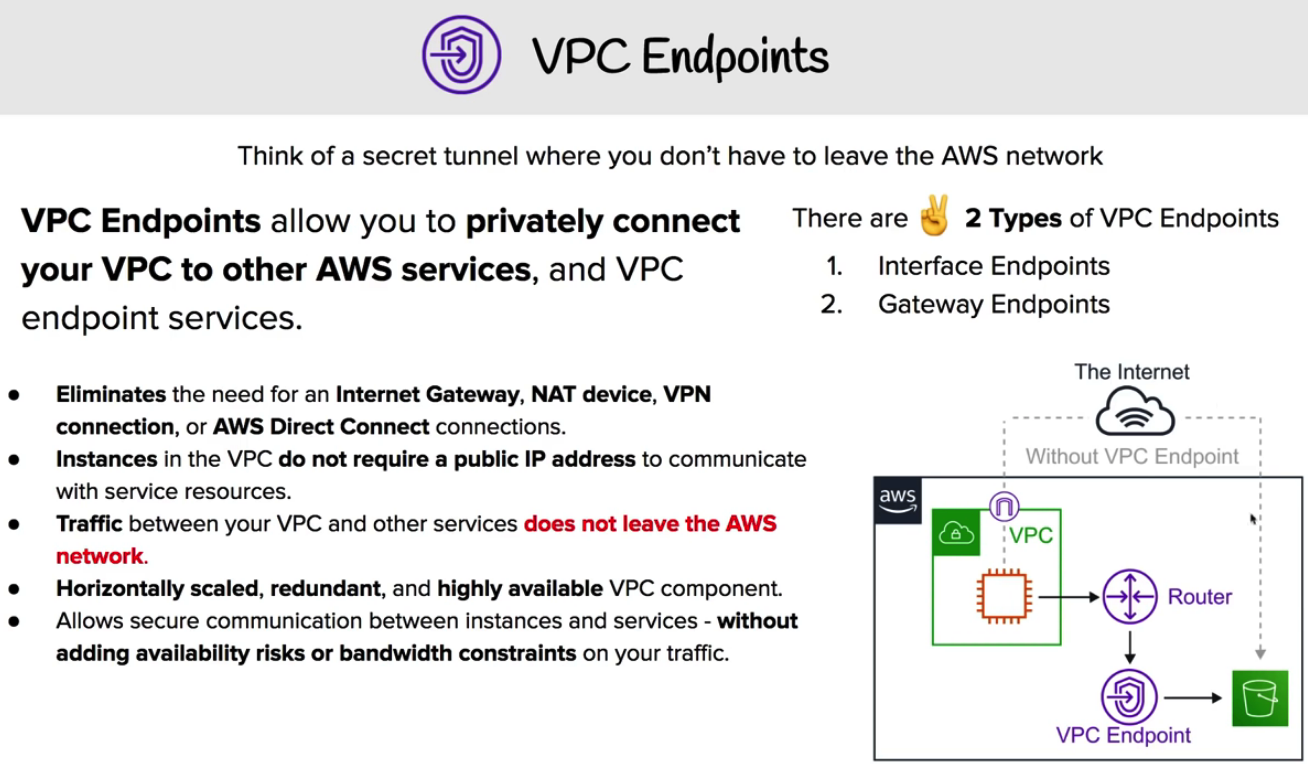 VPC Endpoints
Think of a secret tunnel where you don't have to leave the AWS network
VPC Endpoints allow you to privately connect
your VPC to other AWS services, and VPC
endpoint services.
There are ✌️ 2 Types of VPC Endpoints
1. Interface Endpoints
2. Gateway Endpoints
● Eliminates the need for an Internet Gateway, NAT device, VPN
connection, or AWS Direct Connect connections.
● Instances in the VPC do not require a public IP address to communicate
with service resources.
● Traffic between your VPC and other services does not leave the AWS
network.
● Horizontally scaled, redundant, and highly available VPC component.
● Allows secure communication between instances and services - without
adding availability risks or bandwidth constraints on your traffic.
The Internet
Without VPC Endpoint
aws
VPC
Router
VPC Endpoint